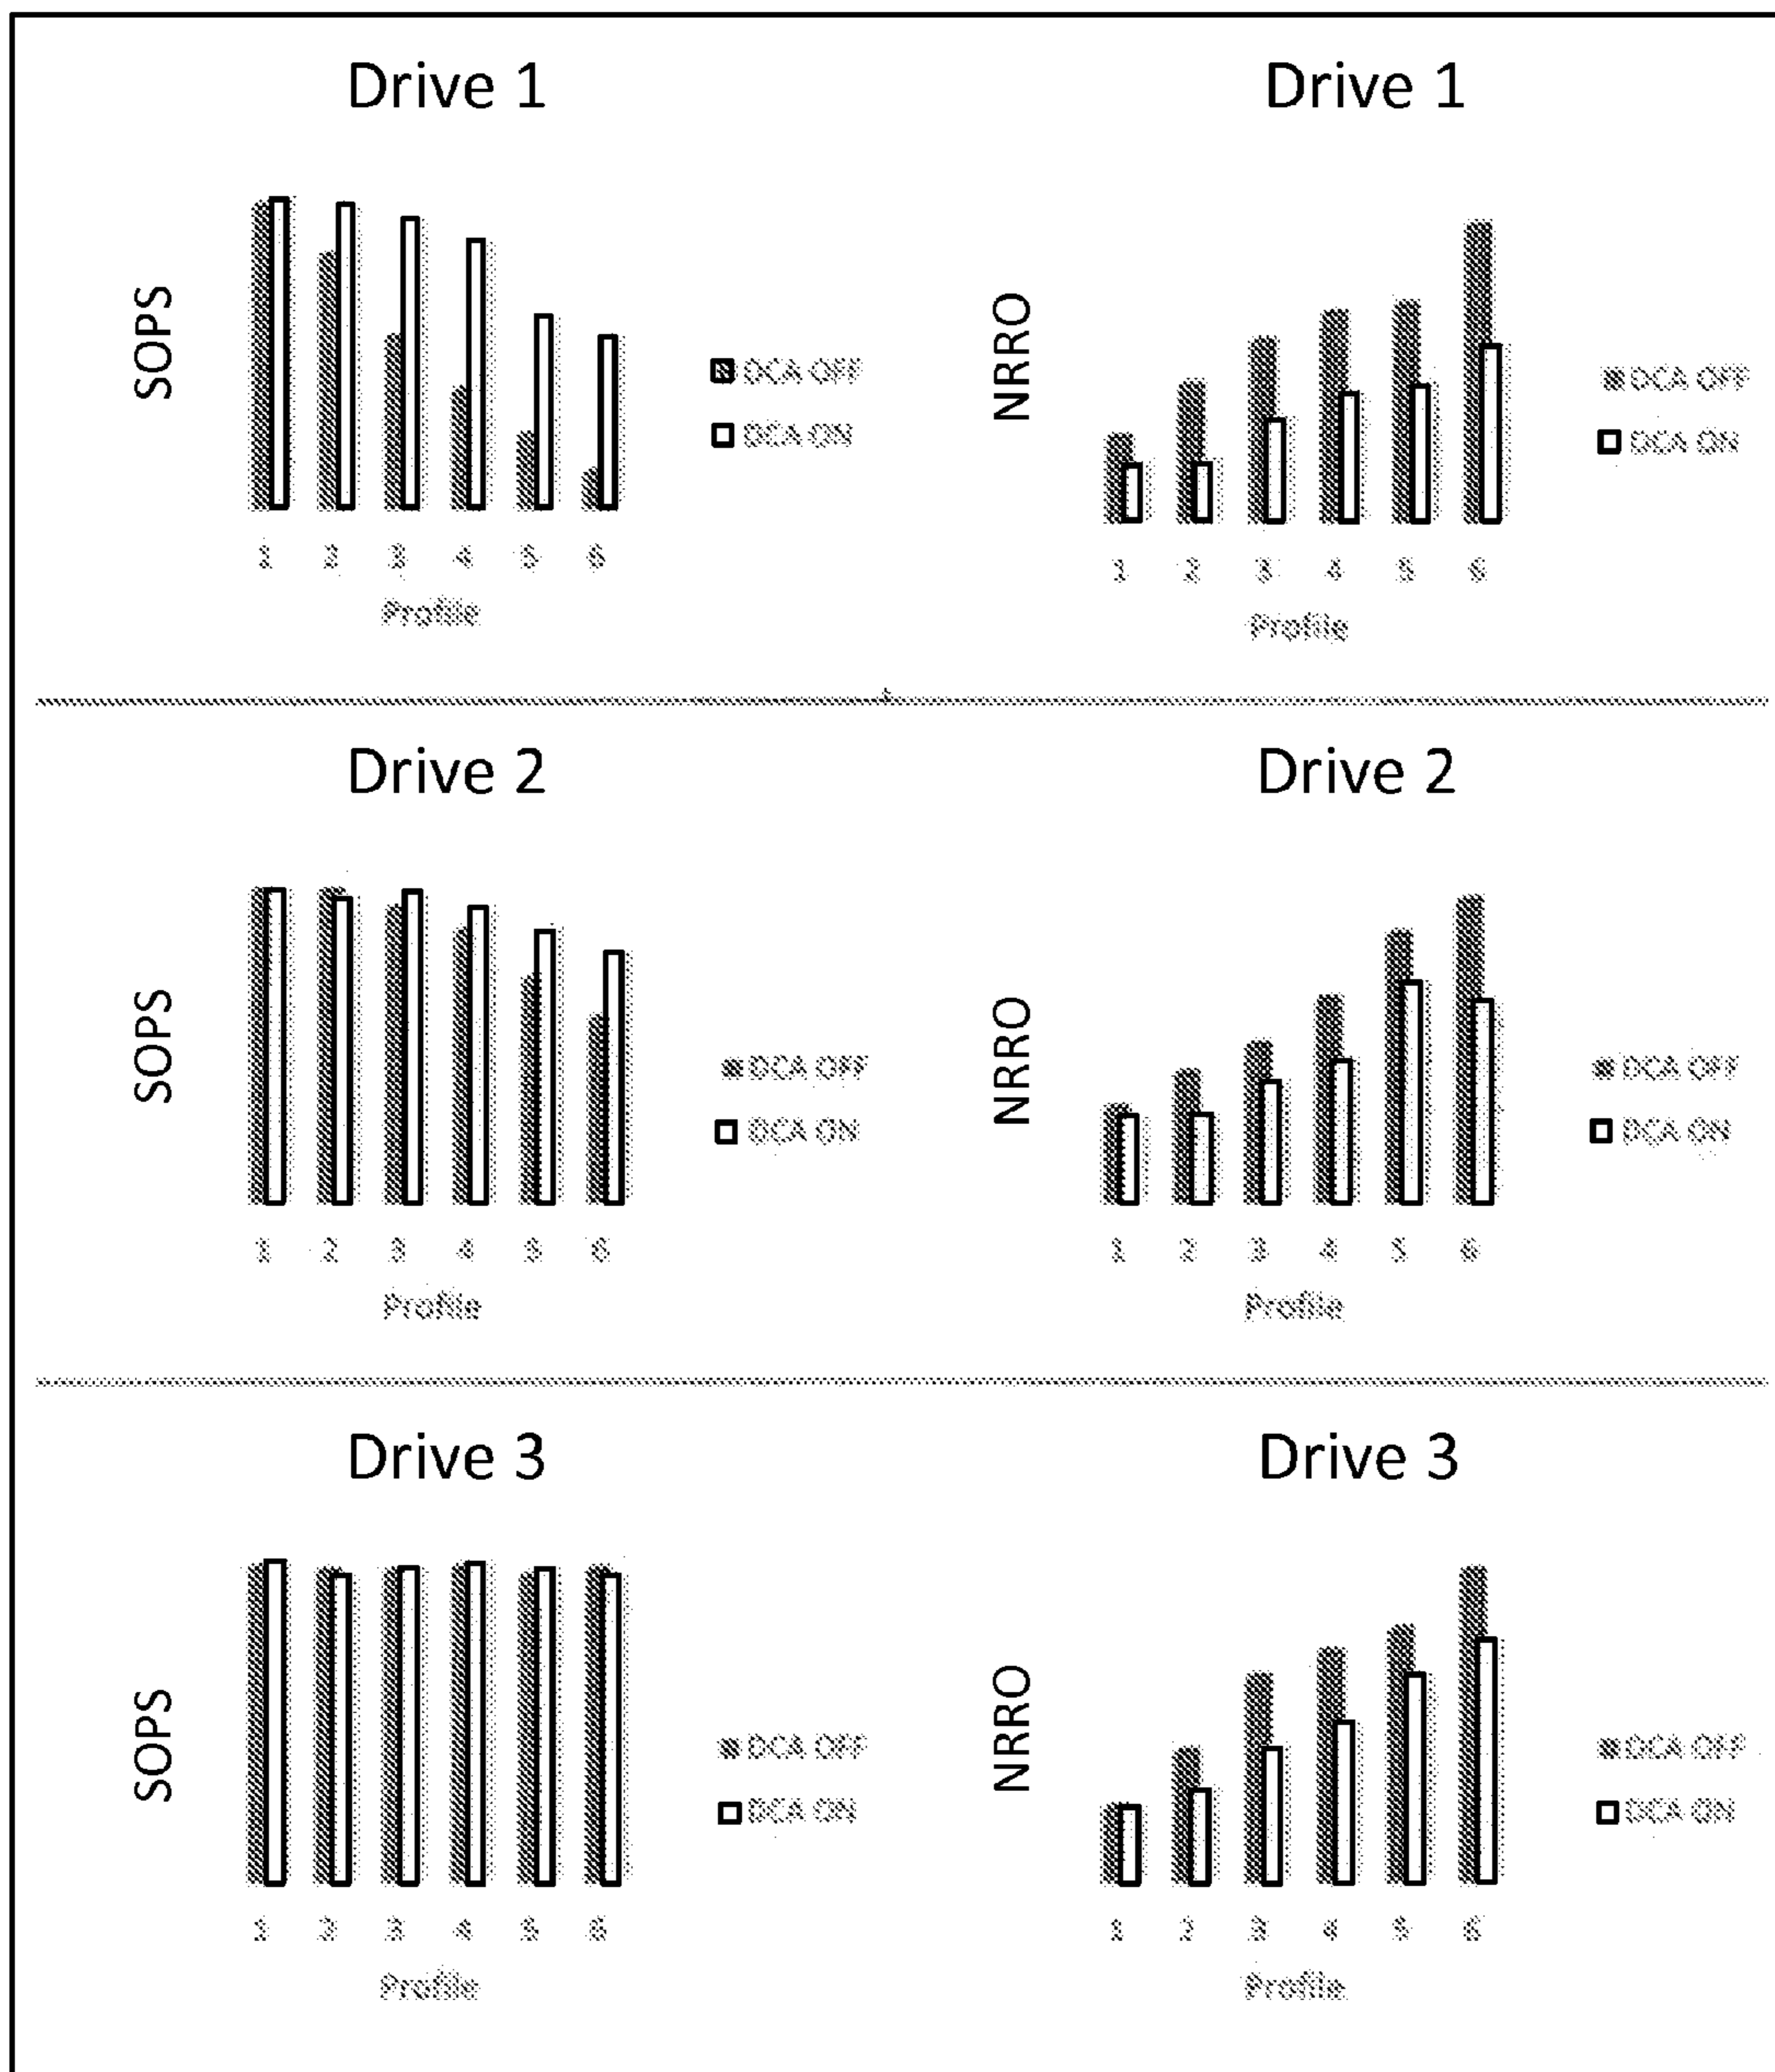 Drive 1
SOPS
DCA OFF
DCA ON
1 2 3 4 5 6
Profile
Drive 1
NRRO
DCA OFF
DCA ON
1 2 3 4 5 6
Profile
Drive 2
SOPS
DCA OFF
DCA ON
1 2 3 4 5 6
Profile
Drive 2
NRRO
DCA OFF
DCA ON
1 2 3 4 5 6
Profile
Drive 3
SOPS
DCA OFF
DCA ON
1 2 3 4 5 6
Profile
Drive 3
NRRO
DCA OFF
DCA ON
1 2 3 4 5 6
Profile